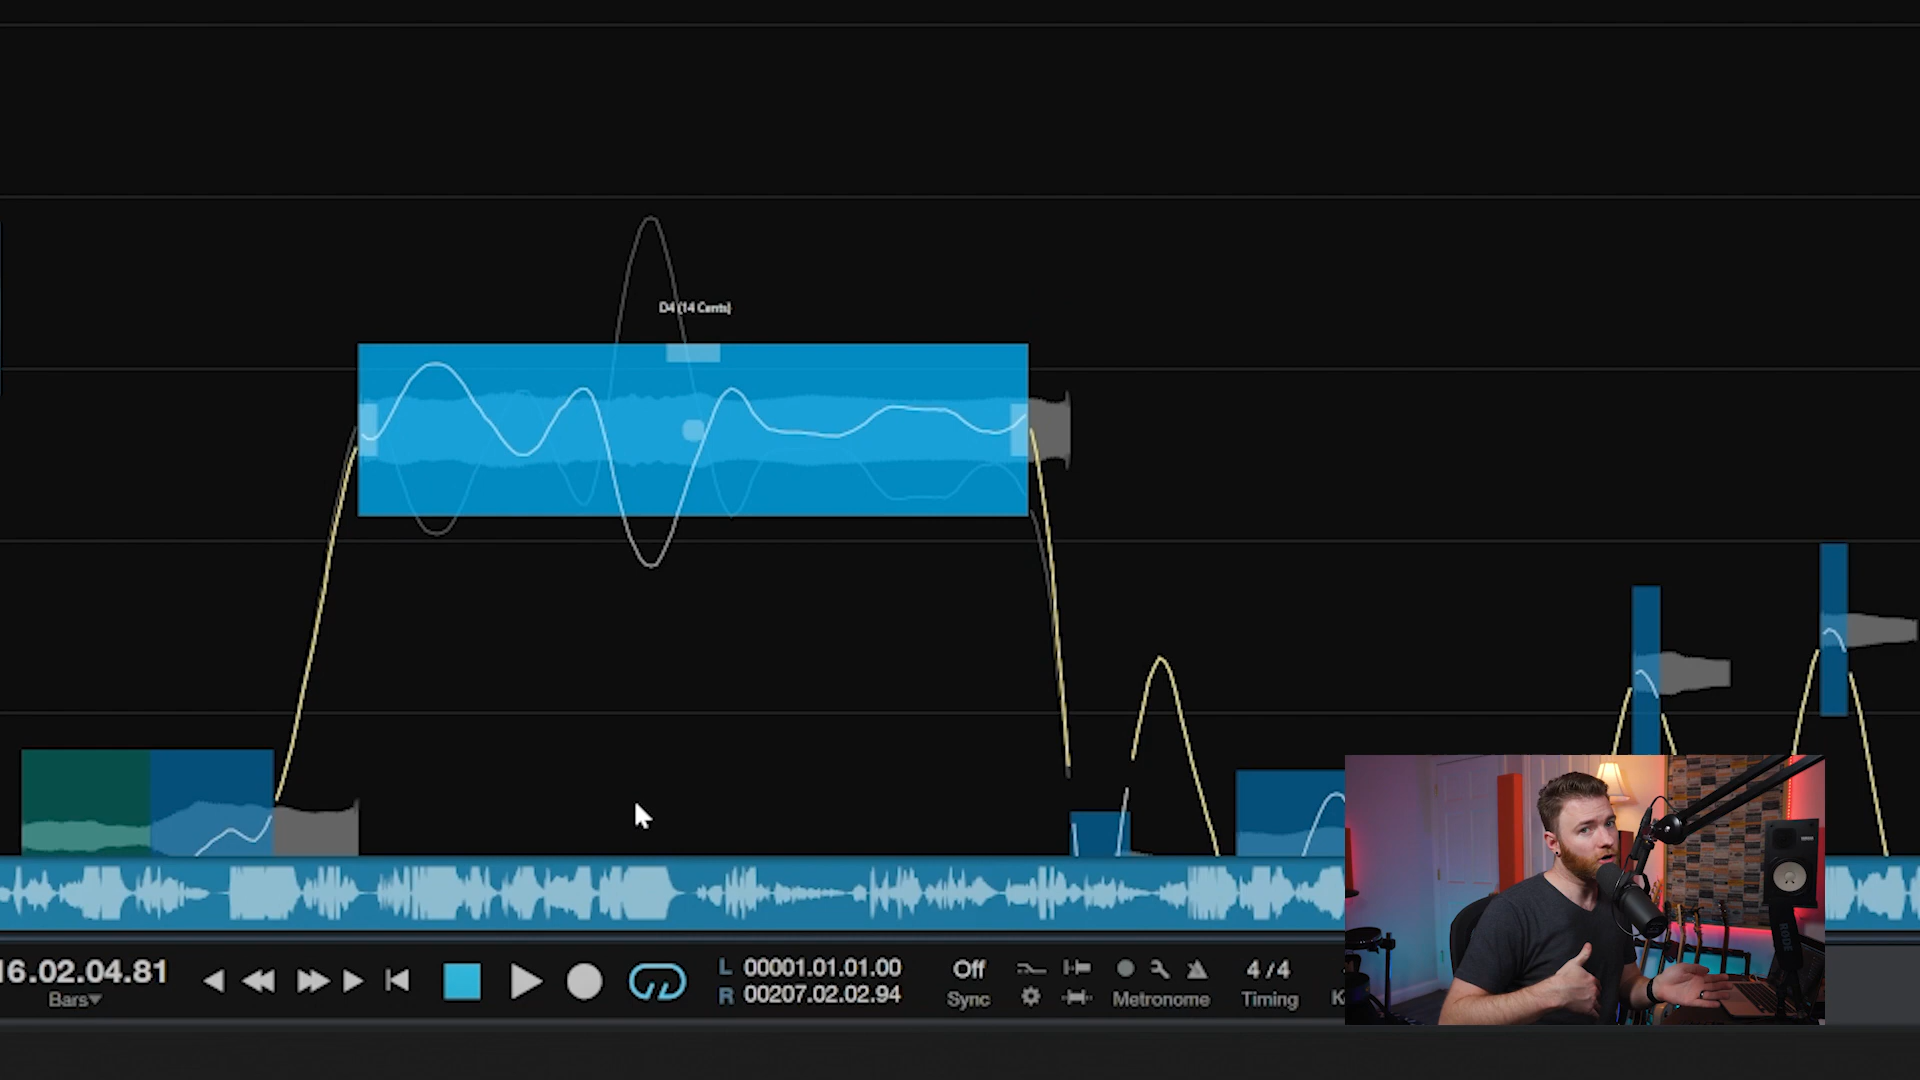 D4 (14 Cents)
16.02.04.81
Bars
L 00001.01.01.00
R 00207.02.02.94
Off
Sync
Metronome
4 / 4
Timing
K
RØDE